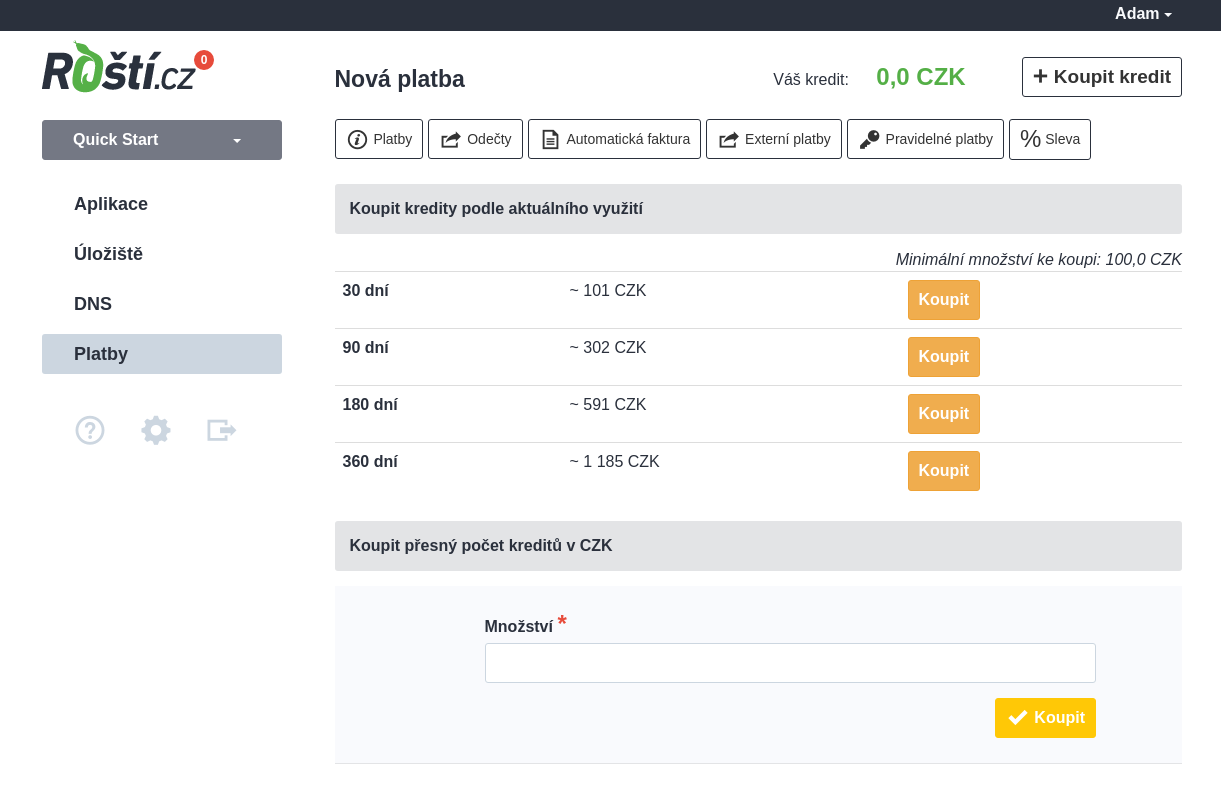 Adam
Roští.cz 0
Nová platba
Váš kredit: 0,0 CZK
+ Koupit kredit
Quick Start
Platby Odečty Automatická faktura Externí platby Pravidelné platby % Sleva
Aplikace
Úložiště
DNS
Platby
Koupit kredity podle aktuálního využití
Minimální množství ke koupi: 100,0 CZK
30 dní ~ 101 CZK Koupit
90 dní ~ 302 CZK Koupit
180 dní ~ 591 CZK Koupit
360 dní ~ 1 185 CZK Koupit
Koupit přesný počet kreditů v CZK
Množství *
Koupit